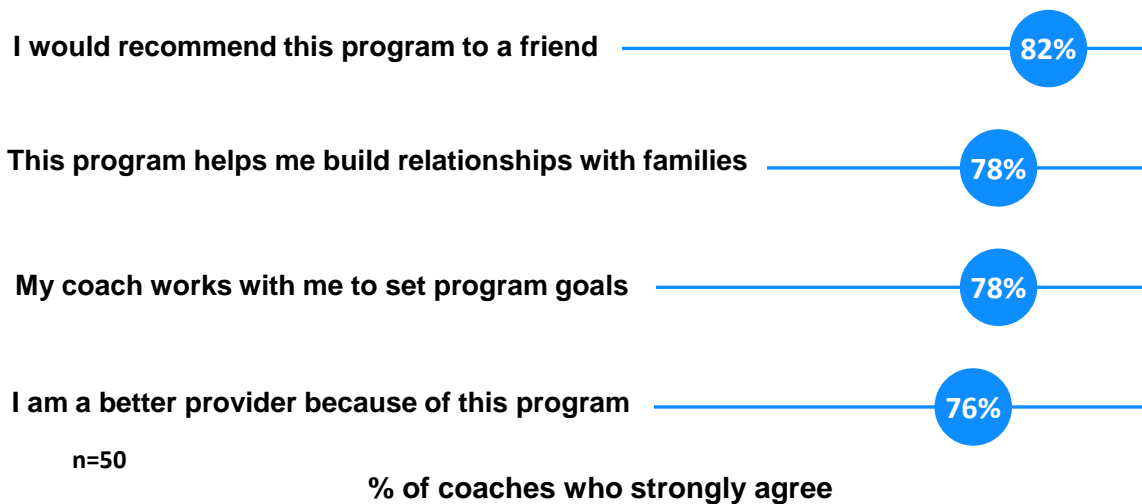 I would recommend this program to a friend 82%
This program helps me build relationships with families 78%
My coach works with me to set program goals 78%
I am a better provider because of this program 76%
n=50
% of coaches who strongly agree